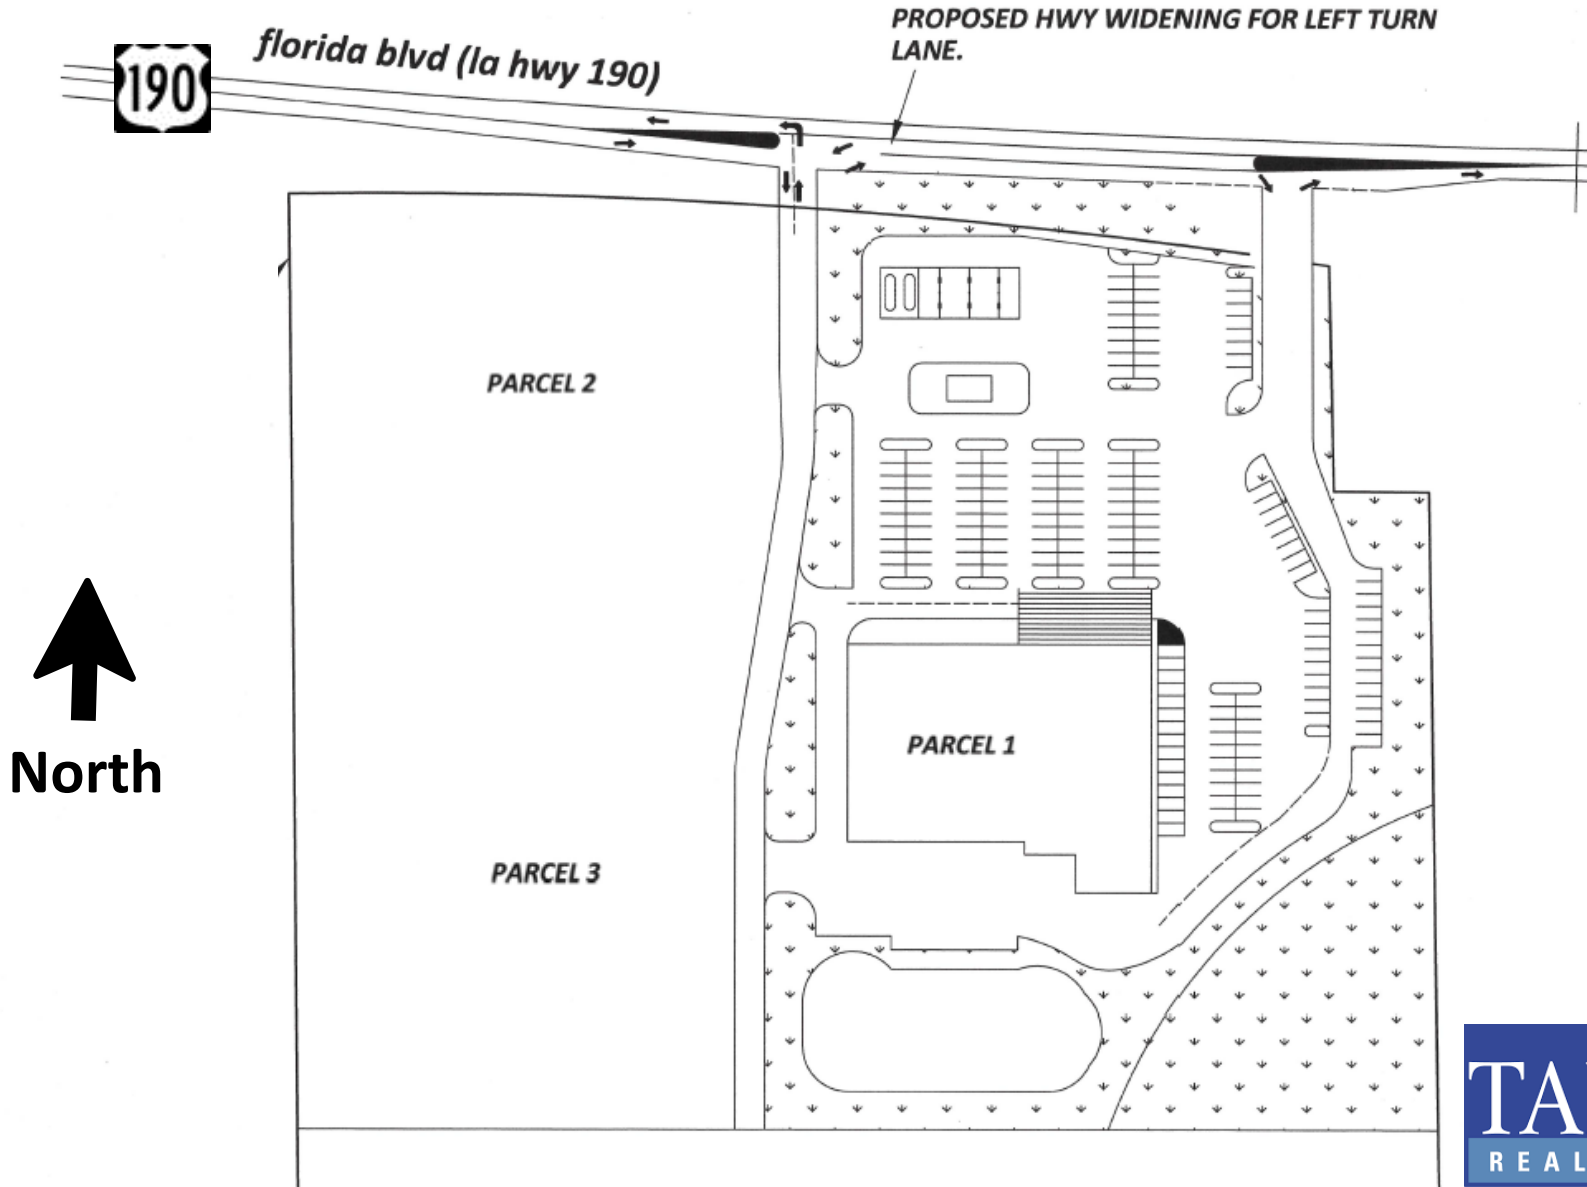 PROPOSED HWY WIDENING FOR LEFT TURN
LANE.
florida blvd (la hwy 190)
190
PARCEL 2
PARCEL 1
North
PARCEL 3
TA
REAL